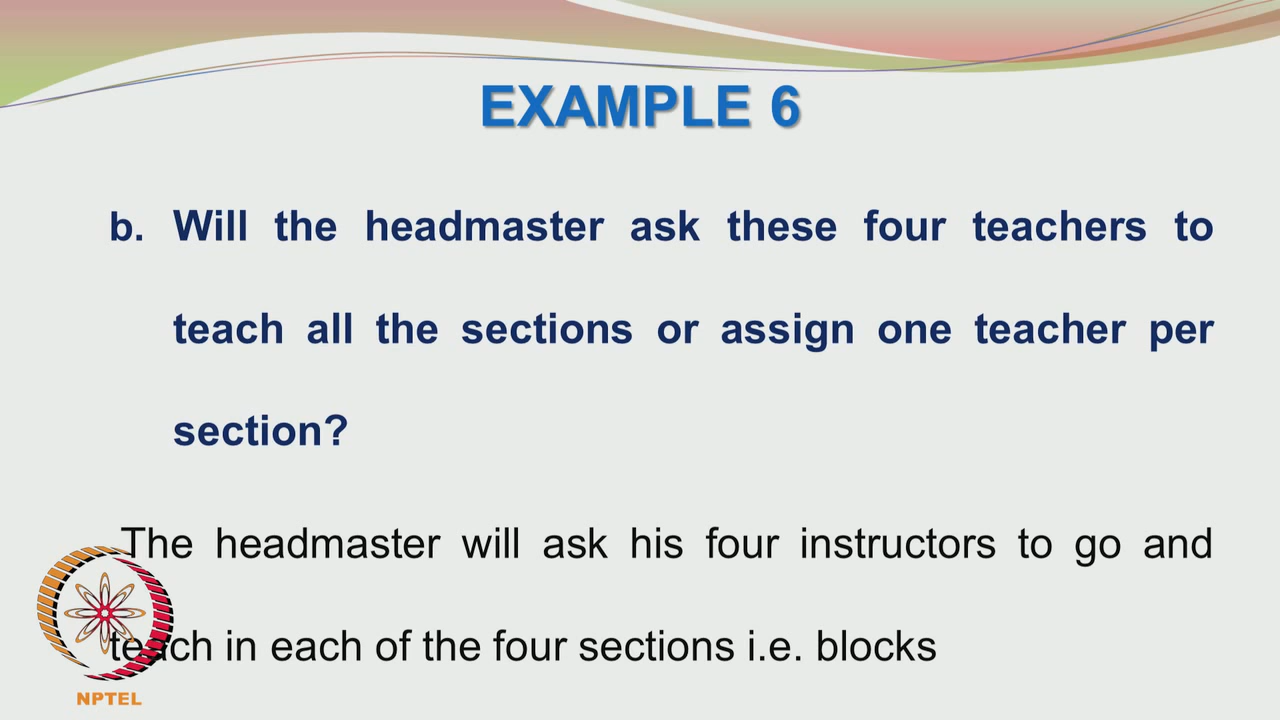 EXAMPLE 6
b. Will the headmaster ask these four teachers to
teach all the sections or assign one teacher per
section?
The headmaster will ask his four instructors to go and
teach in each of the four sections i.e. blocks
NPTEL